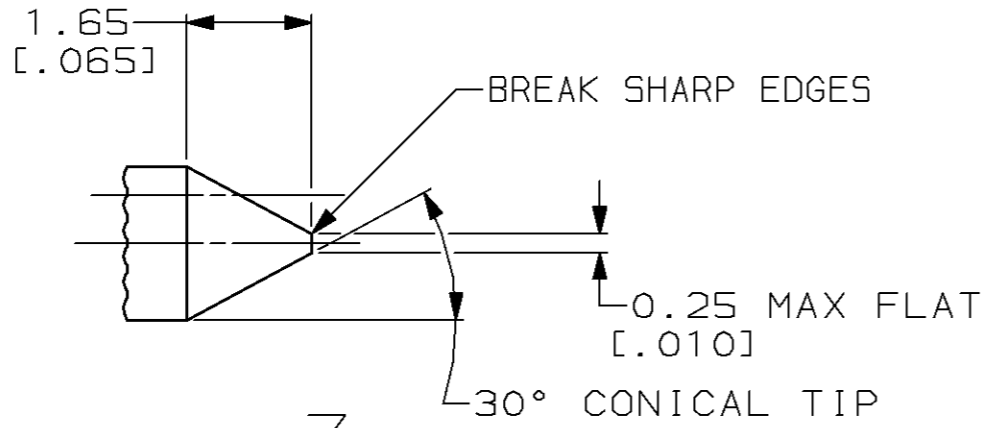 1.65
[.065]
BREAK SHARP EDGES
0.25 MAX FLAT
[.010]
30° CONICAL TIP